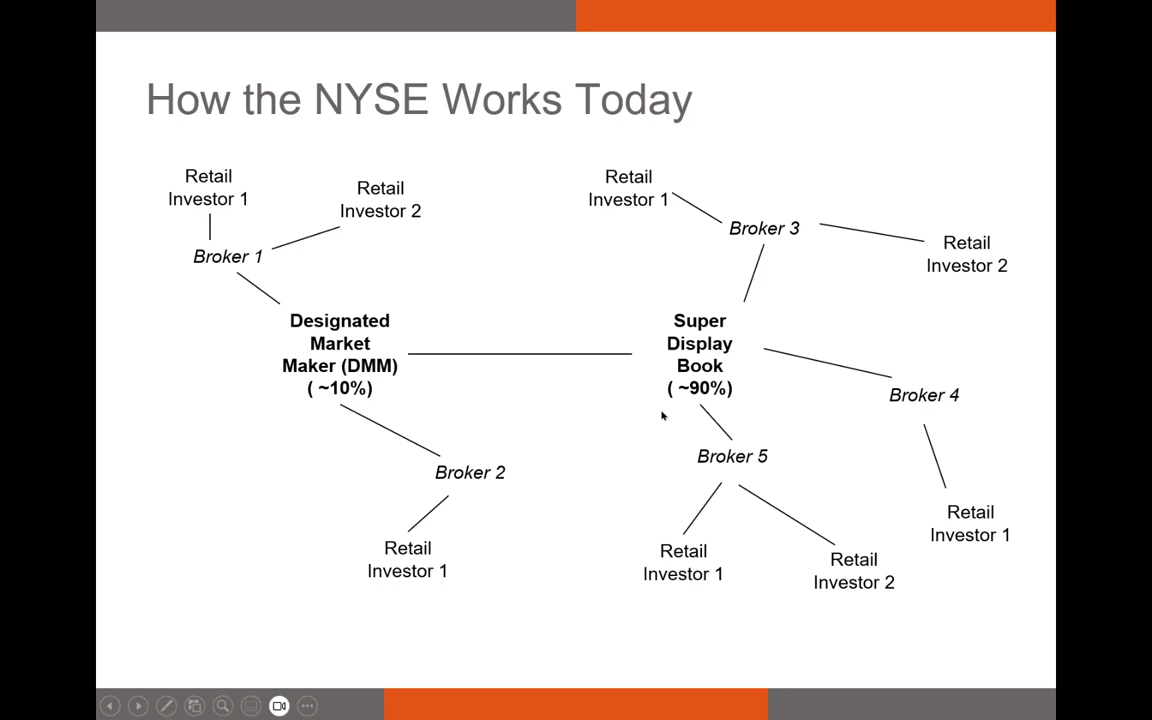 How the NYSE Works Today
Retail
Investor 1
Retail
Investor 2
Broker 1
Designated
Market
Maker (DMM)
( ~10%)
Broker 2
Retail
Investor 1
Retail
Investor 1
Broker 3
Retail
Investor 2
Super
Display
Book
( ~90%)
Broker 4
Retail
Investor 1
Broker 5
Retail
Investor 1
Retail
Investor 2